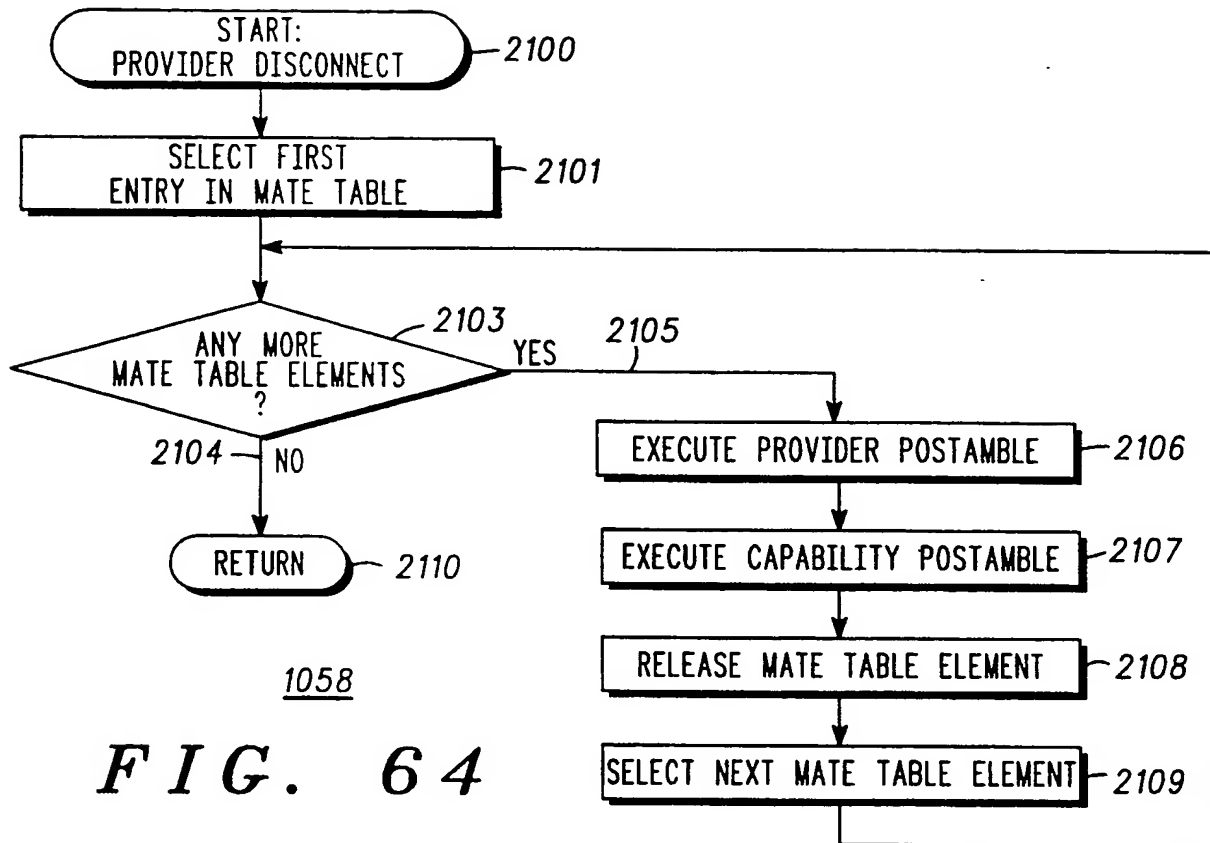 START:
PROVIDER DISCONNECT
2100
SELECT FIRST
ENTRY IN MATE TABLE
2101
ANY MORE
MATE TABLE ELEMENTS
?
2103
YES
2105
2104
NO
RETURN
2110
EXECUTE PROVIDER POSTAMBLE
2106
EXECUTE CAPABILITY POSTAMBLE
2107
RELEASE MATE TABLE ELEMENT
2108
SELECT NEXT MATE TABLE ELEMENT
2109
1058
FIG. 64